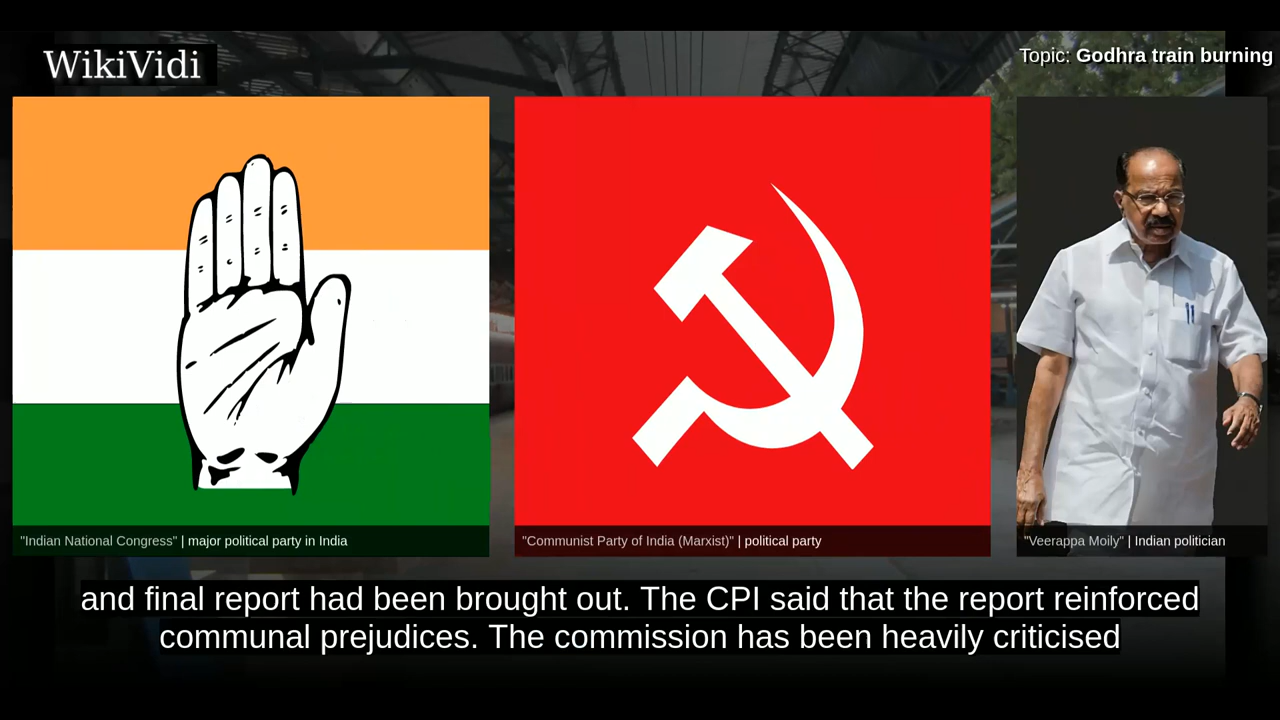 WikiVidi
Topic: Godhra train burning
"Indian National Congress" | major political party in India
"Communist Party of India (Marxist)" | political party
"Veerappa Moily" | Indian politician
and final report had been brought out. The CPI said that the report reinforced
communal prejudices. The commission has been heavily criticised